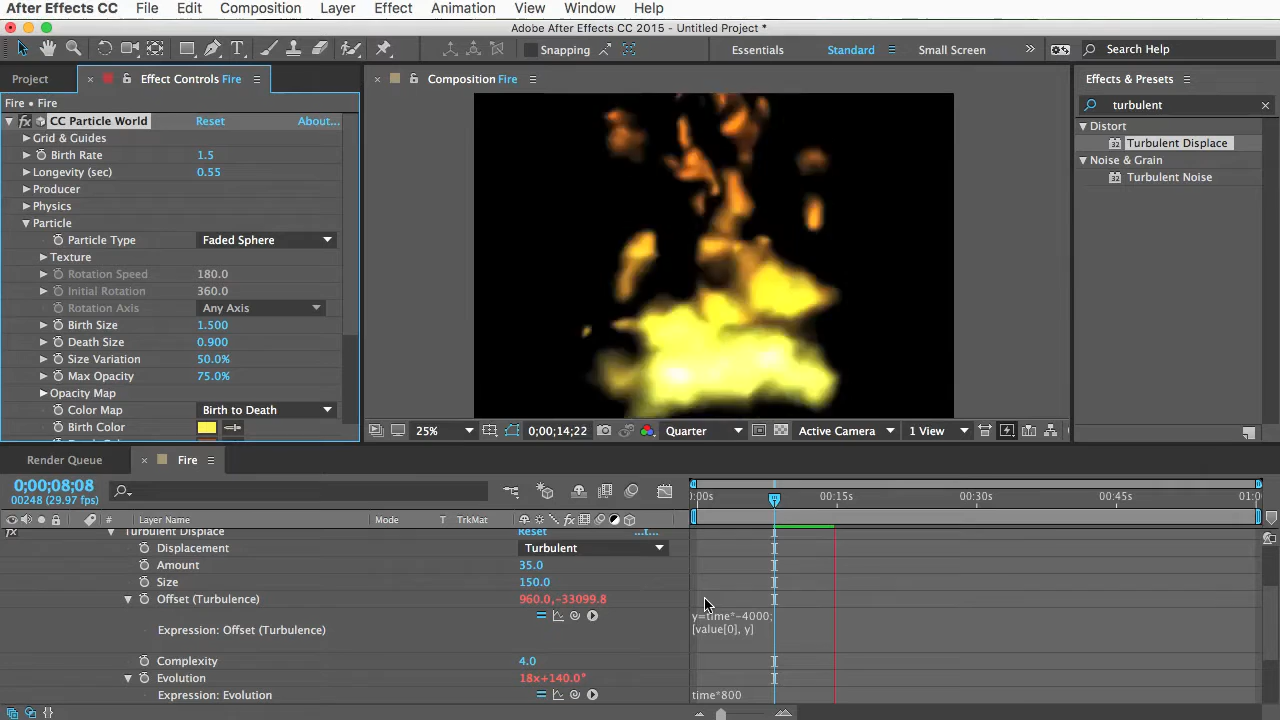 After Effects CC File Edit Composition Layer Effect Animation View Window Help
Adobe After Effects CC 2015 - Untitled Project *
Snapping Essentials Standard Small Screen Search Help
Project Effect Controls Fire
Composition Fire
Effects & Presets
Fire • Fire
turbulent
CC Particle World Reset About...
Grid & Guides
Birth Rate 1.5
Longevity (sec) 0.55
Producer
Physics
Particle
Particle Type Faded Sphere
Texture
Rotation Speed 180.0
Initial Rotation 360.0
Rotation Axis Any Axis
Birth Size 1.500
Death Size 0.900
Size Variation 50.0%
Max Opacity 75.0%
Opacity Map
Color Map Birth to Death
Birth Color
Distort
32 Turbulent Displace
Noise & Grain
32 Turbulent Noise
25% 0;00;14;22 Quarter Active Camera 1 View
Render Queue Fire
0;00;08;08
00248 (29.97 fps)
:00s 00:15s 00:30s 00:45s 01:0
# Layer Name Mode T TrkMat
fx Turbulent Displace Reset ...t...
Displacement Turbulent
Amount 35.0
Size 150.0
Offset (Turbulence) 960.0,-33099.8
Expression: Offset (Turbulence)
y=time*-4000;
[value[0], y]
Complexity 4.0
Evolution 18x+140.0°
Expression: Evolution time*800